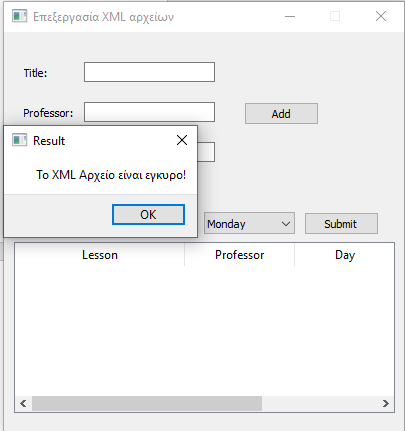 Επεξεργασία XML αρχείων
Title:
Professor:
Add
Result
Το XML Αρχείο είναι εγκυρο!
OK
Monday
Submit
Lesson Professor Day